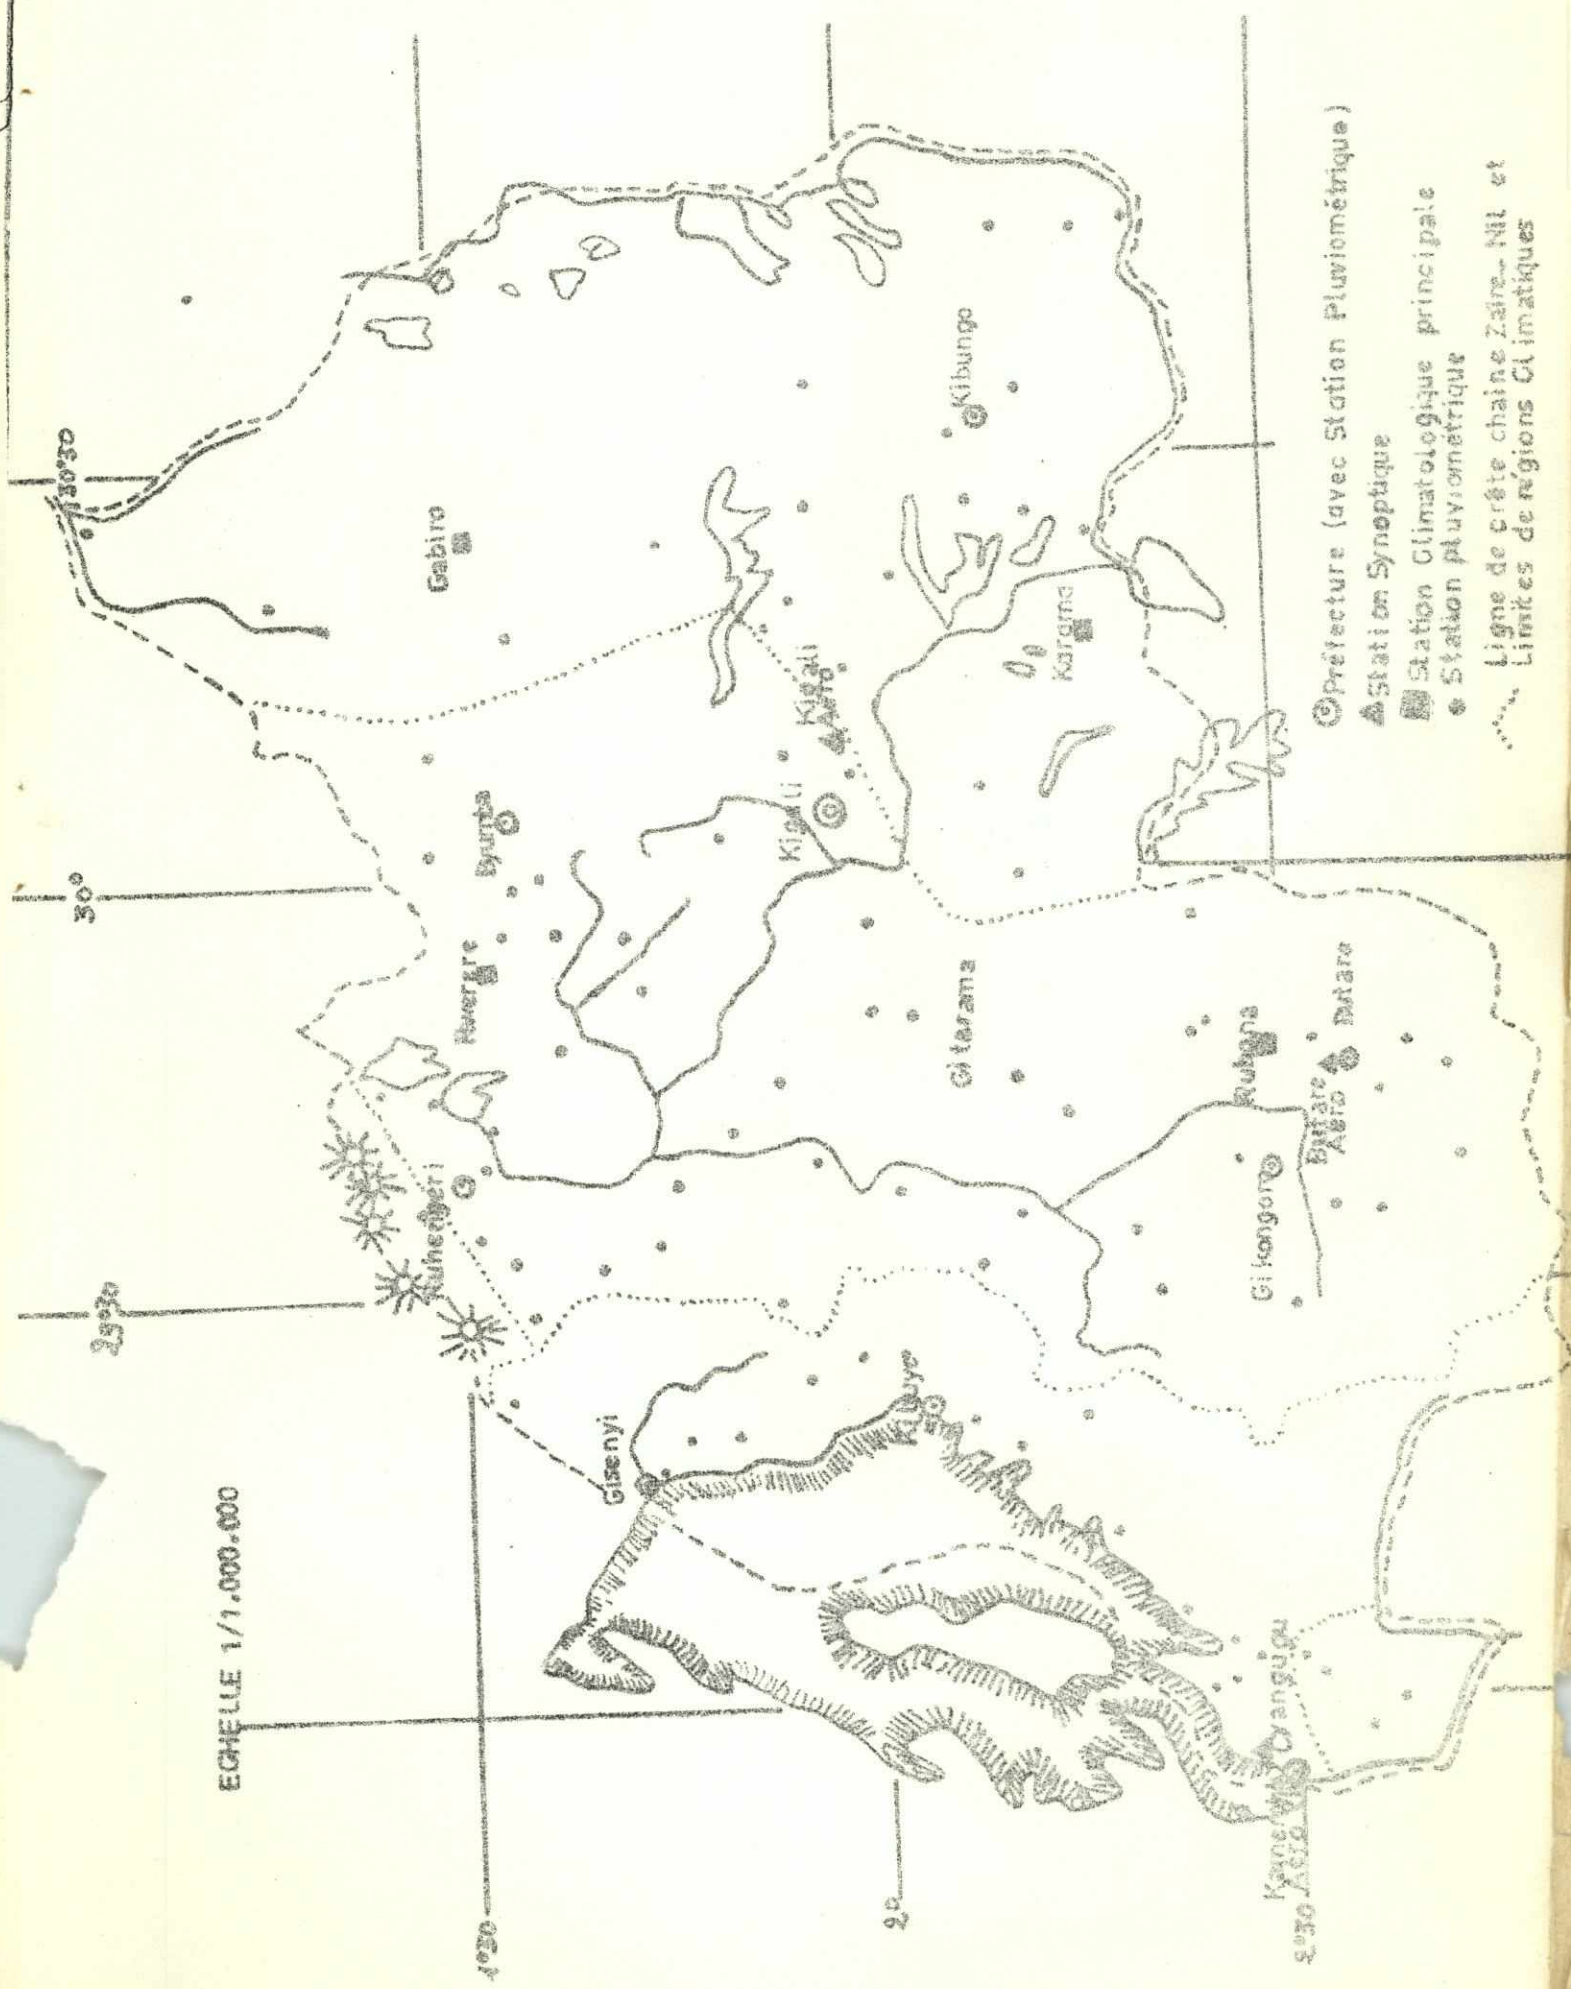 ECHELLE 1/1.000.000
29°30
30°
30°30
1°30
2°
2°30
Gisenyi
Ruhengeri
Rwerere
Byumba
Gabiro
Kigali
Kigali
Aéro
Kibuye
Gitarama
Kibungo
Karama
Gikongoro
Rubona
Butare
Aéro
Butare
Aéro
Préfecture (avec Station Pluviométrique)
Station Synoptique
Station Climatologique principale
Station pluviométrique
Ligne de crête chaîne Zaïre-Nil et
Limites de régions Climatiques